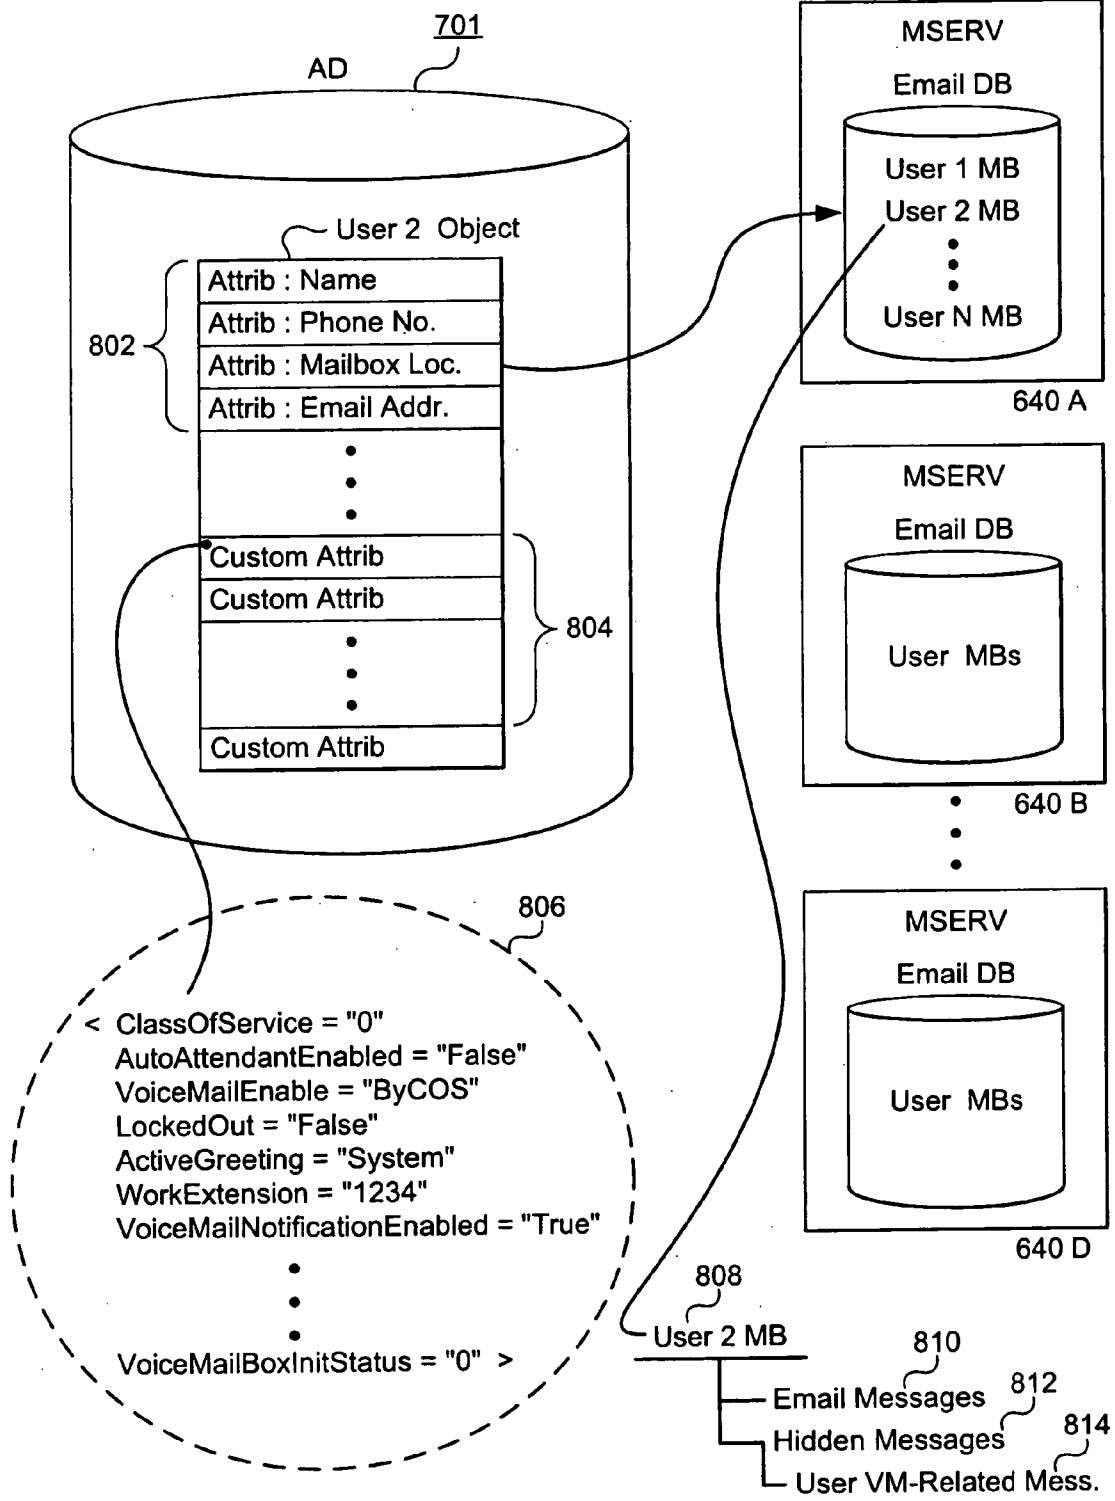 701
AD
User 2 Object
802
Attrib : Name
Attrib : Phone No.
Attrib : Mailbox Loc.
Attrib : Email Addr.
Custom Attrib
Custom Attrib
804
Custom Attrib
MSERV
Email DB
User 1 MB
User 2 MB
User N MB
640 A
MSERV
Email DB
User MBs
640 B
MSERV
Email DB
User MBs
640 D
806
< ClassOfService = "0"
AutoAttendantEnabled = "False"
VoiceMailEnable = "ByCOS"
LockedOut = "False"
ActiveGreeting = "System"
WorkExtension = "1234"
VoiceMailNotificationEnabled = "True"
VoiceMailBoxInitStatus = "0" >
808
User 2 MB
810
Email Messages
812
Hidden Messages
814
User VM-Related Mess.